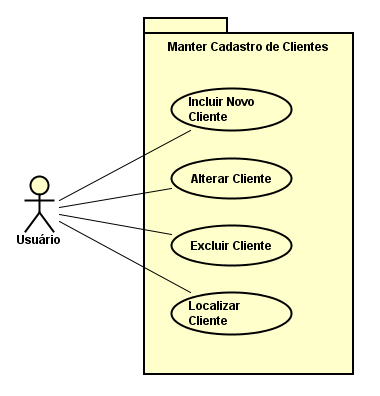 Manter Cadastro de Clientes
Incluir Novo
Cliente
Alterar Cliente
Excluir Cliente
Usuário
Localizar
Cliente